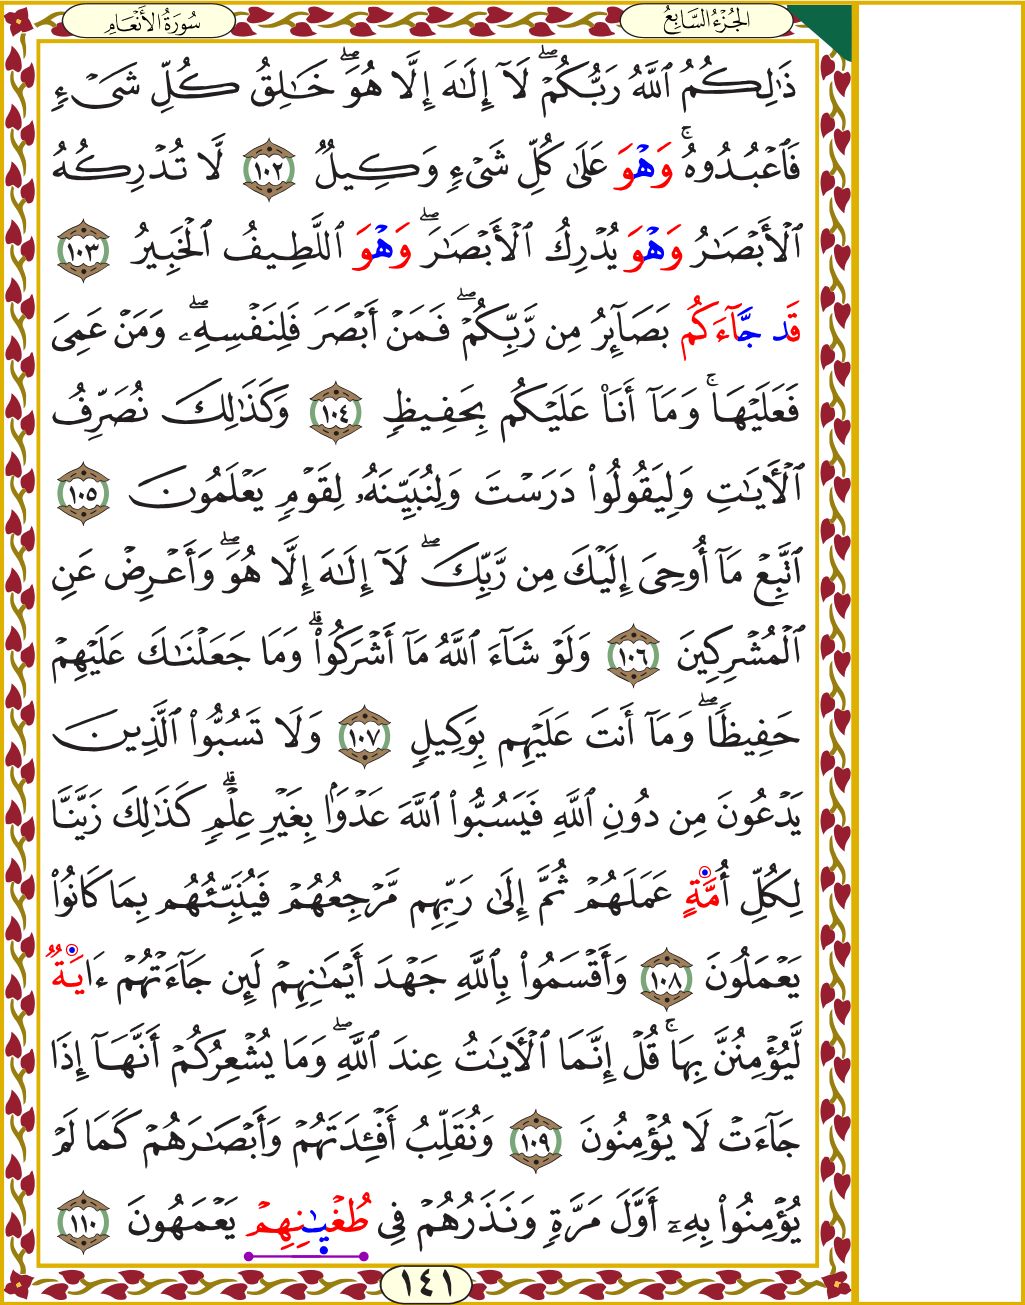 الجُزْءُ السَّابِعُ
سُورَةُ الأَنْعَامِ
ذَٰلِكُمُ ٱللَّهُ رَبُّكُمْۖ لَآ إِلَٰهَ إِلَّا هُوَۖ خَٰلِقُ كُلِّ شَىْءٍ
فَٱعْبُدُوهُۚ وَهْوَ عَلَىٰ كُلِّ شَىْءٍ وَكِيلٌ ١٠٢ لَّا تُدْرِكُهُ
ٱلْأَبْصَٰرُ وَهْوَ يُدْرِكُ ٱلْأَبْصَٰرَۖ وَهْوَ ٱللَّطِيفُ ٱلْخَبِيرُ ١٠٣
قَد جَّآءَكُم بَصَآئِرُ مِن رَّبِّكُمْۖ فَمَنْ أَبْصَرَ فَلِنَفْسِهِۦۖ وَمَنْ عَمِىَ
فَعَلَيْهَاۚ وَمَآ أَنَا۠ عَلَيْكُم بِحَفِيظٍ ١٠٤ وَكَذَٰلِكَ نُصَرِّفُ
ٱلْأَيَٰتِ وَلِيَقُولُوا۟ دَرَسْتَ وَلِنُبَيِّنَهُۥ لِقَوْمٍ يَعْلَمُونَ ١٠٥
ٱتَّبِعْ مَآ أُوحِىَ إِلَيْكَ مِن رَّبِّكَۖ لَآ إِلَٰهَ إِلَّا هُوَۖ وَأَعْرِضْ عَنِ
ٱلْمُشْرِكِينَ ١٠٦ وَلَوْ شَآءَ ٱللَّهُ مَآ أَشْرَكُوا۟ۗ وَمَا جَعَلْنَٰكَ عَلَيْهِمْ
حَفِيظًاۖ وَمَآ أَنتَ عَلَيْهِم بِوَكِيلٍ ١٠٧ وَلَا تَسُبُّوا۟ ٱلَّذِينَ
يَدْعُونَ مِن دُونِ ٱللَّهِ فَيَسُبُّوا۟ ٱللَّهَ عَدْوًۢا بِغَيْرِ عِلْمٍۗ كَذَٰلِكَ زَيَّنَّا
لِكُلِّ أُمَّةٍ عَمَلَهُمْ ثُمَّ إِلَىٰ رَبِّهِم مَّرْجِعُهُمْ فَيُنَبِّئُهُم بِمَا كَانُوا۟
يَعْمَلُونَ ١٠٨ وَأَقْسَمُوا۟ بِٱللَّهِ جَهْدَ أَيْمَٰنِهِمْ لَئِن جَآءَتْهُمْ ءَايَةٌ
لَّيُؤْمِنُنَّ بِهَاۚ قُلْ إِنَّمَا ٱلْأَيَٰتُ عِندَ ٱللَّهِۖ وَمَا يُشْعِرُكُمْ أَنَّهَآ إِذَا
جَآءَتْ لَا يُؤْمِنُونَ ١٠٩ وَنُقَلِّبُ أَفْـِٔدَتَهُمْ وَأَبْصَٰرَهُمْ كَمَا لَمْ
يُؤْمِنُوا۟ بِهِۦٓ أَوَّلَ مَرَّةٍ وَنَذَرُهُمْ فِى طُغْيَٰنِهِمْ يَعْمَهُونَ ١١٠
١٤١